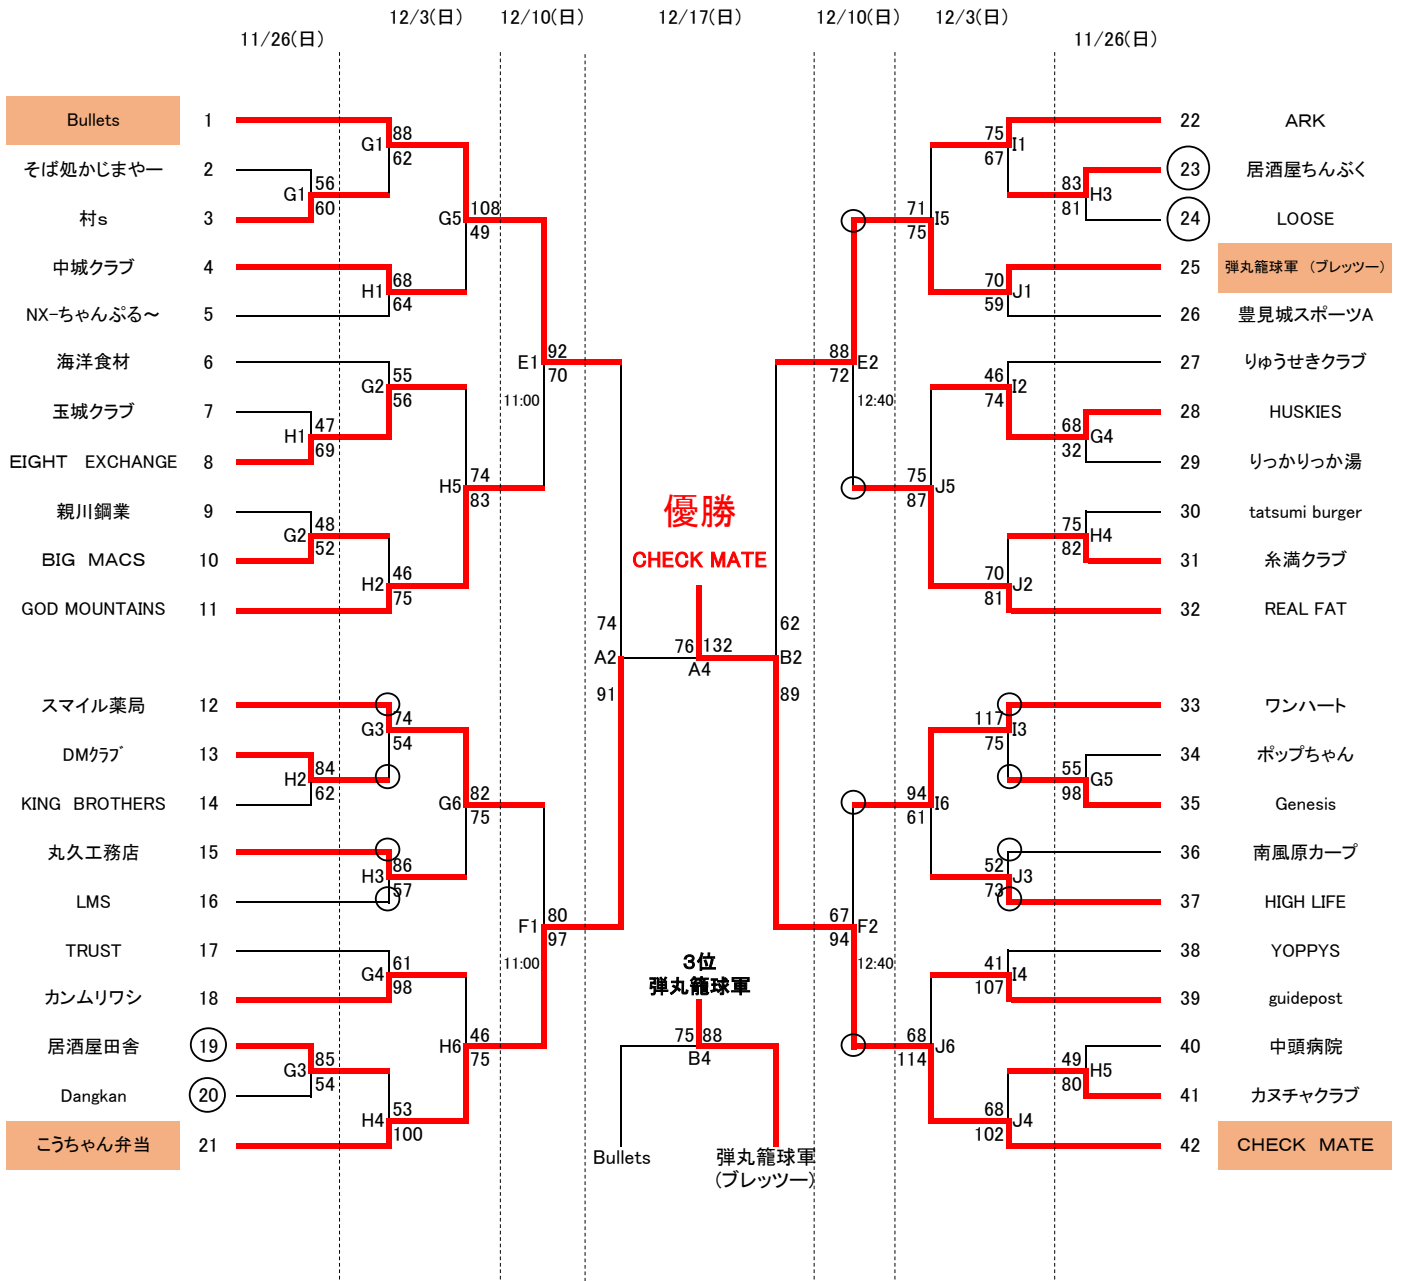 12/3(日) 12/10(日) 12/17(日) 12/10(日) 12/3(日)
11/26(日) 11/26(日)
Bullets 1
そば処かじまやー 2
村s 3
中城クラブ 4
NX-ちゃんぷる～ 5
海洋食材 6
玉城クラブ 7
EIGHT EXCHANGE 8
親川鋼業 9
BIG MACS 10
GOD MOUNTAINS 11
スマイル薬局 12
DMｸﾗﾌﾞ 13
KING BROTHERS 14
丸久工務店 15
LMS 16
TRUST 17
カンムリワシ 18
居酒屋田舎 19
Dangkan 20
こうちゃん弁当 21
G1 56 60
H1 47 69
G2 48 52
H2 84 62
G3 85 54
G1 88 62
H1 68 64
G2 55 56
H2 46 75
G3 74 54
H3 86 57
G4 61 98
H4 53 100
G5 108 49
H5 74 83
G6 82 75
H6 46 75
E1 92 70
11:00
F1 80 97
11:00
74
A2
91
優勝
CHECK MATE
76 132
A4
62
B2
89
3位
弾丸籠球軍
75 88
B4
Bullets 弾丸籠球軍
(ブレッツー)
88 E2
72
12:40
67 F2
94
12:40
71 I5
75
75 J5
87
94 I6
61
68 J6
114
75 I1
67
70 J1
59
46 I2
74
70 J2
81
117 I3
75
52 J3
73
41 I4
107
68 J4
102
83 H3
81
68 G4
32
75 H4
82
55 G5
98
49 H5
80
22 ARK
23 居酒屋ちんぶく
24 LOOSE
25 弾丸籠球軍 (ブレッツー)
26 豊見城スポーツA
27 りゅうせきクラブ
28 HUSKIES
29 りっかりっか湯
30 tatsumi burger
31 糸満クラブ
32 REAL FAT
33 ワンハート
34 ポップちゃん
35 Genesis
36 南風原カープ
37 HIGH LIFE
38 YOPPYS
39 guidepost
40 中頭病院
41 カヌチャクラブ
42 CHECK MATE